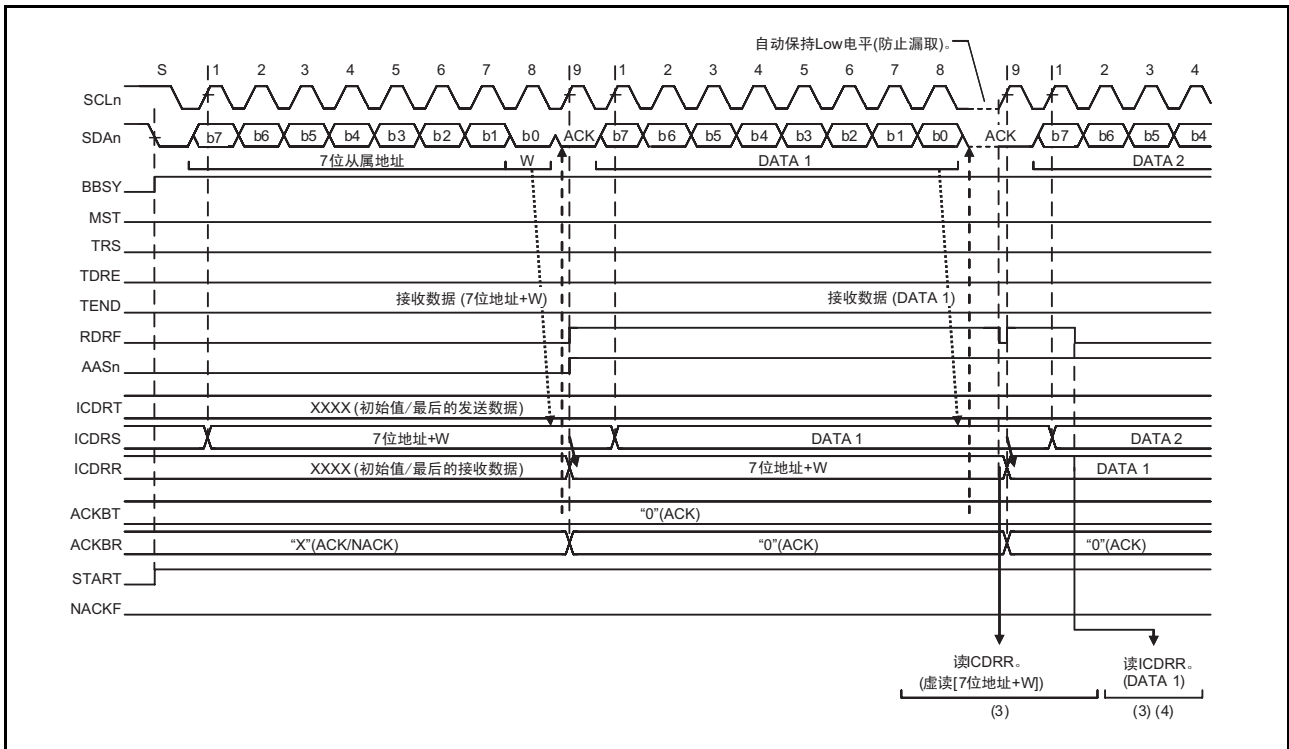 自动保持Low电平(防止漏取)。
S 1 2 3 4 5 6 7 8 9 1 2 3 4 5 6 7 8 9 1 2 3 4
SCLn
SDAn b7 b6 b5 b4 b3 b2 b1 b0 ACK b7 b6 b5 b4 b3 b2 b1 b0 ACK b7 b6 b5 b4
7位从属地址 W DATA 1 DATA 2
BBSY
MST
TRS
TDRE
TEND 接收数据 (7位地址+W) 接收数据 (DATA 1)
RDRF
AASn
ICDRT XXXX (初始值/最后的发送数据)
ICDRS 7位地址+W DATA 1 DATA 2
ICDRR XXXX (初始值/最后的接收数据) 7位地址+W DATA 1
ACKBT “0”(ACK)
ACKBR “X”(ACK/NACK) “0”(ACK) “0”(ACK)
START
NACKF
读ICDRR。 读ICDRR。
(虚读[7位地址+W]) (DATA 1)
(3) (3) (4)